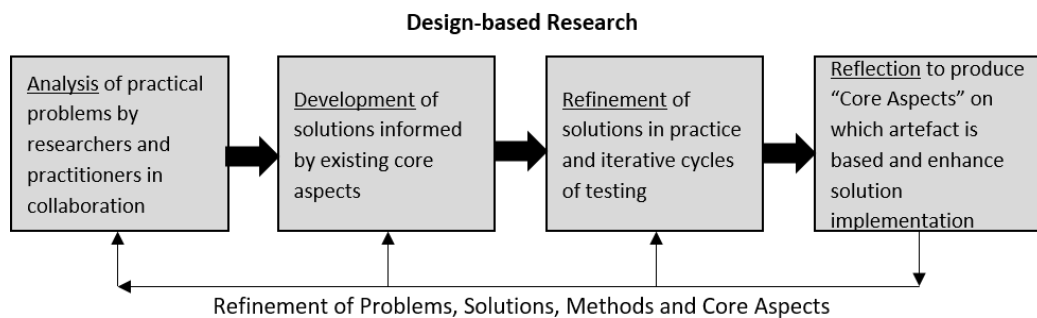 Design-based Research
Analysis of practical
problems by
researchers and
practitioners in
collaboration
Development of
solutions informed
by existing core
aspects
Refinement of
solutions in practice
and iterative cycles
of testing
Reflection to produce
“Core Aspects” on
which artefact is
based and enhance
solution
implementation
Refinement of Problems, Solutions, Methods and Core Aspects